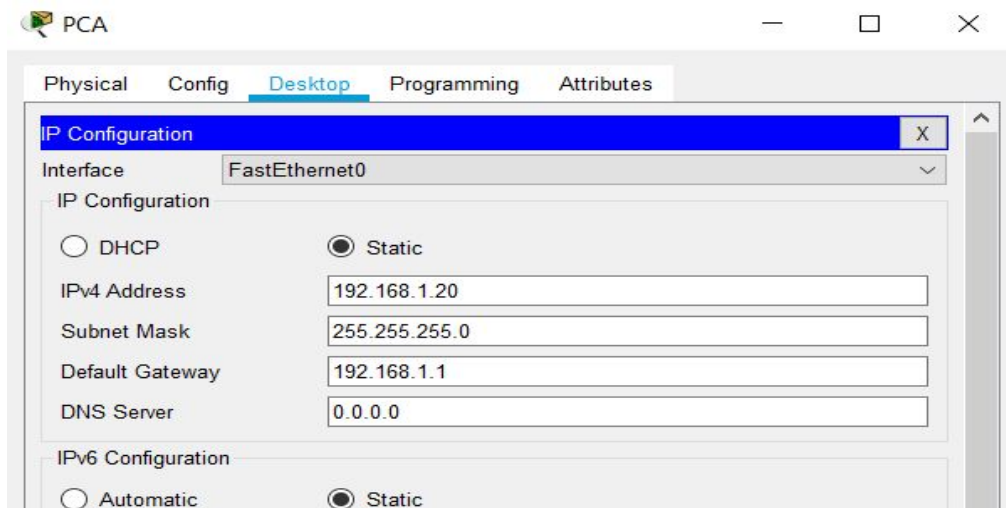 PCA
Physical Config Desktop Programming Attributes
IP Configuration X
Interface FastEthernet0
IP Configuration
DHCP Static
IPv4 Address 192.168.1.20
Subnet Mask 255.255.255.0
Default Gateway 192.168.1.1
DNS Server 0.0.0.0
IPv6 Configuration
Automatic Static